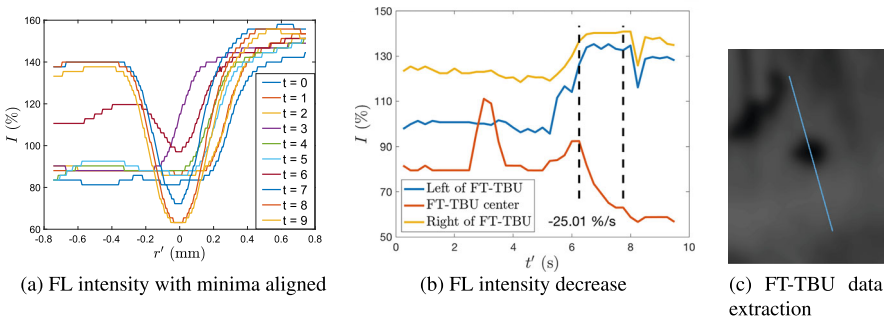 160
140
120
100
80
60
I (%)
-0.8 -0.6 -0.4 -0.2 0 0.2 0.4 0.6 0.8
r′ (mm)
t = 0
t = 1
t = 2
t = 3
t = 4
t = 5
t = 6
t = 7
t = 8
t = 9
(a) FL intensity with minima aligned
150
130
110
90
70
50
I (%)
0 2 4 6 8 10
t′ (s)
Left of FT-TBU
FT-TBU center
Right of FT-TBU
-25.01 %/s
(b) FL intensity decrease
(c) FT-TBU data
extraction